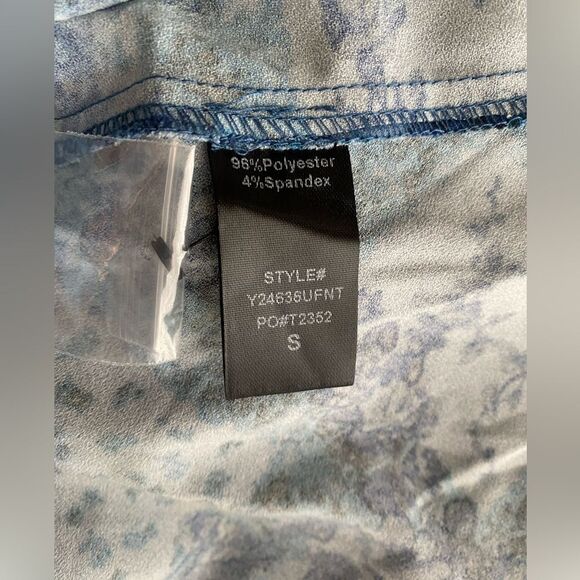 96%Polyester
4%Spandex
STYLE#
Y24636UFNT
PO#T2352
S